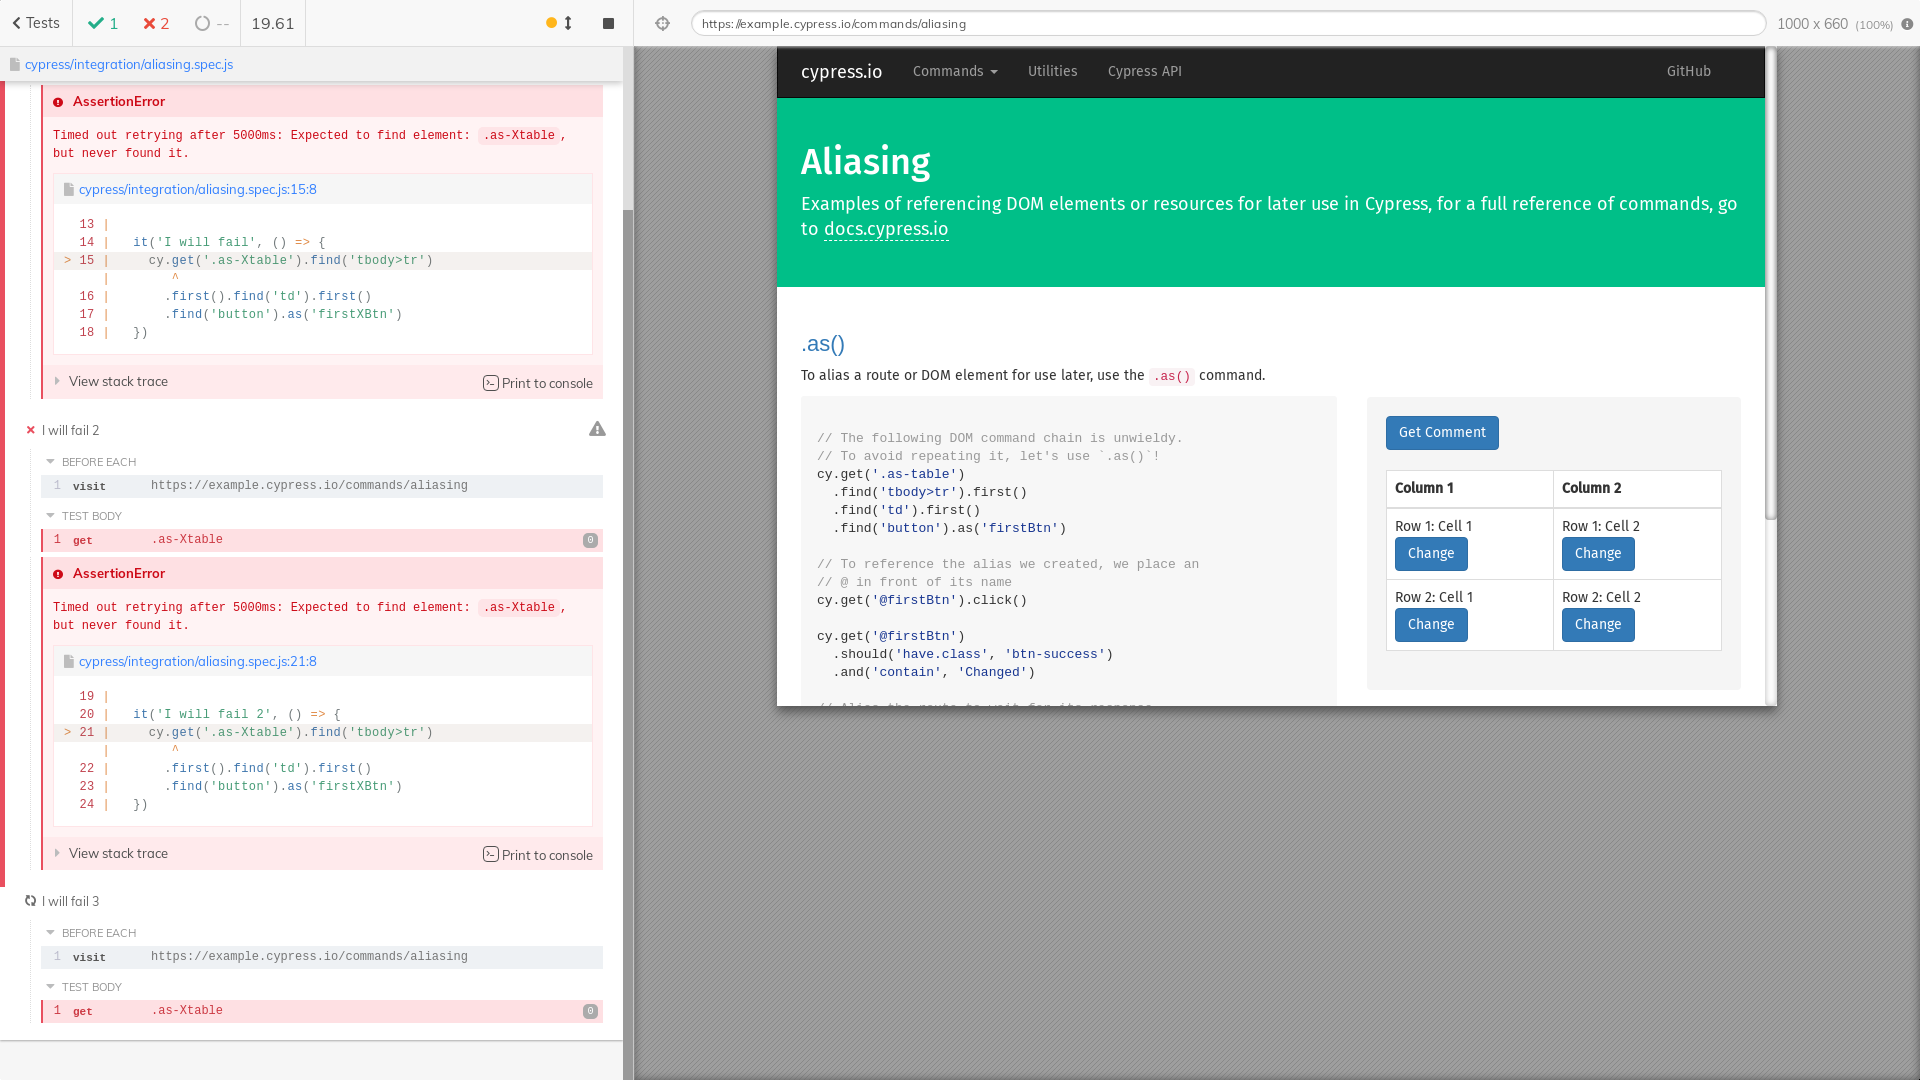 Tests
1
2
--
19.61
https://example.cypress.io/commands/aliasing
1000 x 660 (100%)
cypress/integration/aliasing.spec.js
AssertionError
Timed out retrying after 5000ms: Expected to find element: .as-Xtable,
but never found it.
cypress/integration/aliasing.spec.js:15:8
13 |
14 |   it('I will fail', () => {
> 15 |     cy.get('.as-Xtable').find('tbody>tr')
|        ^
16 |       .first().find('td').first()
17 |       .find('button').as('firstXBtn')
18 |   })
View stack trace
Print to console
I will fail 2
BEFORE EACH
1 visit https://example.cypress.io/commands/aliasing
TEST BODY
1 get .as-Xtable 0
AssertionError
Timed out retrying after 5000ms: Expected to find element: .as-Xtable,
but never found it.
cypress/integration/aliasing.spec.js:21:8
19 |
20 |   it('I will fail 2', () => {
> 21 |     cy.get('.as-Xtable').find('tbody>tr')
|        ^
22 |       .first().find('td').first()
23 |       .find('button').as('firstXBtn')
24 |   })
View stack trace
Print to console
I will fail 3
BEFORE EACH
1 visit https://example.cypress.io/commands/aliasing
TEST BODY
1 get .as-Xtable 0
cypress.io
Commands
Utilities
Cypress API
GitHub
Aliasing
Examples of referencing DOM elements or resources for later use in Cypress, for a full reference of commands, go
to docs.cypress.io
.as()
To alias a route or DOM element for use later, use the .as() command.
// The following DOM command chain is unwieldy.
// To avoid repeating it, let's use `.as()`!
cy.get('.as-table')
  .find('tbody>tr').first()
  .find('td').first()
  .find('button').as('firstBtn')
// To reference the alias we created, we place an
// @ in front of its name
cy.get('@firstBtn').click()
cy.get('@firstBtn')
  .should('have.class', 'btn-success')
  .and('contain', 'Changed')
// Alias the route to wait for its response
Get Comment
Column 1
Column 2
Row 1: Cell 1
Row 1: Cell 2
Change
Change
Row 2: Cell 1
Row 2: Cell 2
Change
Change